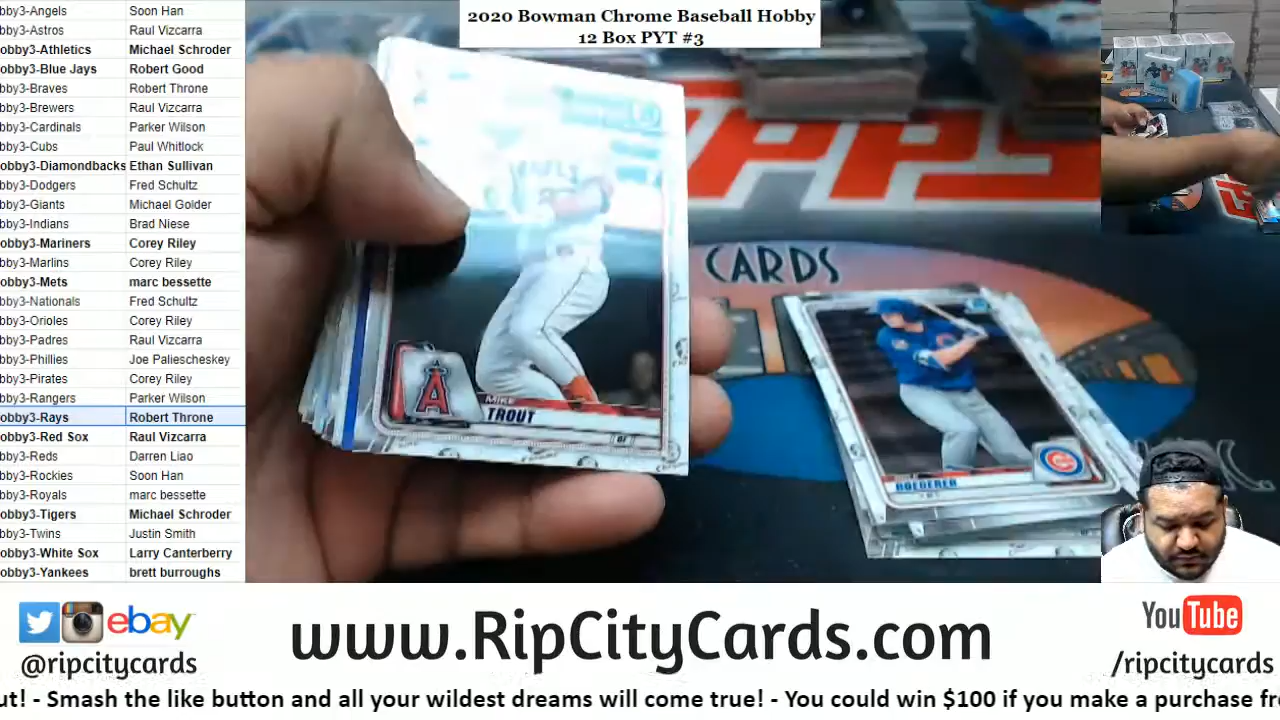 2020 Bowman Chrome Baseball Hobby
12 Box PYT #3
bby3-Angels Soon Han
bby3-Astros Raul Vizcarra
obby3-Athletics Michael Schroder
obby3-Blue Jays Robert Good
bby3-Braves Robert Throne
bby3-Brewers Raul Vizcarra
bby3-Cardinals Parker Wilson
bby3-Cubs Paul Whitlock
obby3-Diamondbacks Ethan Sullivan
bby3-Dodgers Fred Schultz
bby3-Giants Michael Golder
bby3-Indians Brad Niese
obby3-Mariners Corey Riley
bby3-Marlins Corey Riley
obby3-Mets marc bessette
bby3-Nationals Fred Schultz
bby3-Orioles Corey Riley
bby3-Padres Raul Vizcarra
bby3-Phillies Joe Paliescheskey
bby3-Pirates Corey Riley
bby3-Rangers Parker Wilson
obby3-Rays Robert Throne
obby3-Red Sox Raul Vizcarra
bby3-Reds Darren Liao
bby3-Rockies Soon Han
bby3-Royals marc bessette
obby3-Tigers Michael Schroder
bby3-Twins Justin Smith
obby3-White Sox Larry Canterberry
obby3-Yankees brett burroughs
TOPPS
CARDS
A
MIKE
TROUT
ROEDERER
ebay
@ripcitycards
www.RipCityCards.com
YouTube
/ripcitycards
ut! - Smash the like button and all your wildest dreams will come true! - You could win $100 if you make a purchase fr